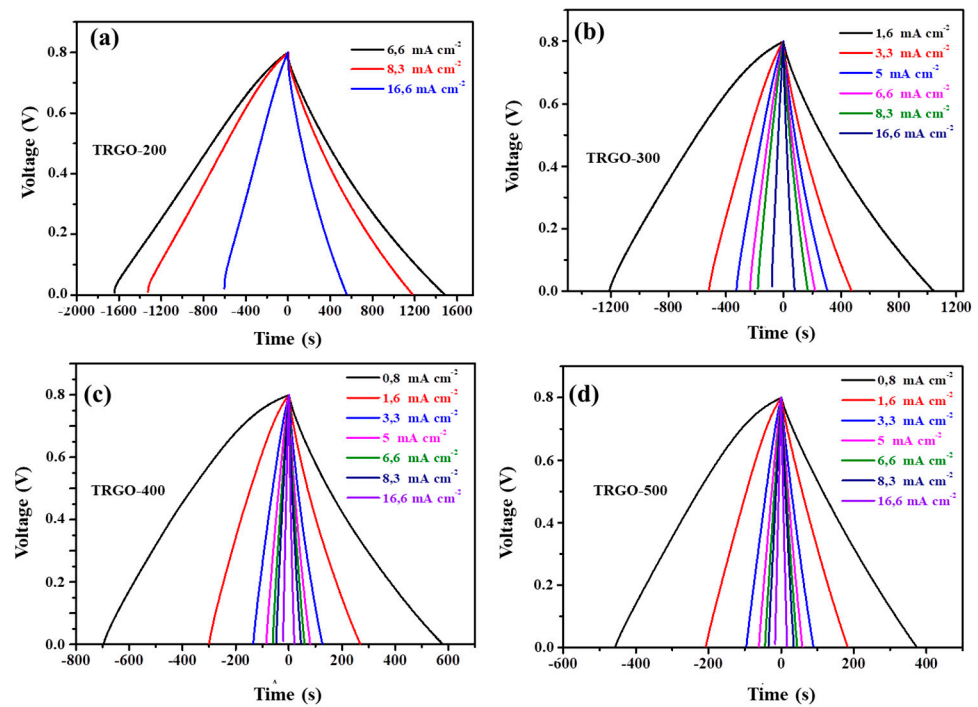 (a)
6,6 mA cm-2
8,3 mA cm-2
16,6 mA cm-2
TRGO-200
Voltage (V)
0.8
0.6
0.4
0.2
0.0
-2000 -1600 -1200 -800 -400 0 400 800 1200 1600
Time (s)
(b)
1,6 mA cm-2
3,3 mA cm-2
5 mA cm-2
6,6 mA cm-2
8,3 mA cm-2
16,6 mA cm-2
TRGO-300
Voltage (V)
0.8
0.6
0.4
0.2
0.0
-1200 -800 -400 0 400 800 1200
Time (s)
(c)
0,8 mA cm-2
1,6 mA cm-2
3,3 mA cm-2
5 mA cm-2
6,6 mA cm-2
8,3 mA cm-2
16,6 mA cm-2
TRGO-400
Voltage (V)
0.8
0.6
0.4
0.2
0.0
-800 -600 -400 -200 0 200 400 600
Time (s)
(d)
0,8 mA cm-2
1,6 mA cm-2
3,3 mA cm-2
5 mA cm-2
6,6 mA cm-2
8,3 mA cm-2
16,6 mA cm-2
TRGO-500
Voltage (V)
0.8
0.6
0.4
0.2
0.0
-600 -400 -200 0 200 400
Time (s)